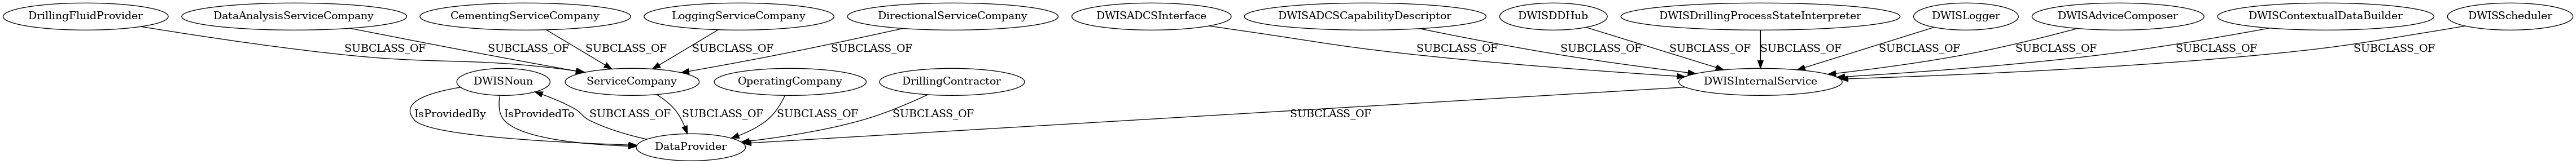 DrillingFluidProvider
DataAnalysisServiceCompany
CementingServiceCompany
LoggingServiceCompany
DirectionalServiceCompany
DWISADCSInterface
DWISADCSCapabilityDescriptor
DWISDDHub
DWISDrillingProcessStateInterpreter
DWISLogger
DWISAdviceComposer
DWISContextualDataBuilder
DWISScheduler
SUBCLASS_OF
SUBCLASS_OF
SUBCLASS_OF
SUBCLASS_OF
SUBCLASS_OF
SUBCLASS_OF
SUBCLASS_OF
SUBCLASS_OF
SUBCLASS_OF
SUBCLASS_OF
SUBCLASS_OF
SUBCLASS_OF
SUBCLASS_OF
DWISNoun
ServiceCompany
OperatingCompany
DrillingContractor
DWISInternalService
IsProvidedBy
IsProvidedTo
SUBCLASS_OF
SUBCLASS_OF
SUBCLASS_OF
SUBCLASS_OF
SUBCLASS_OF
DataProvider